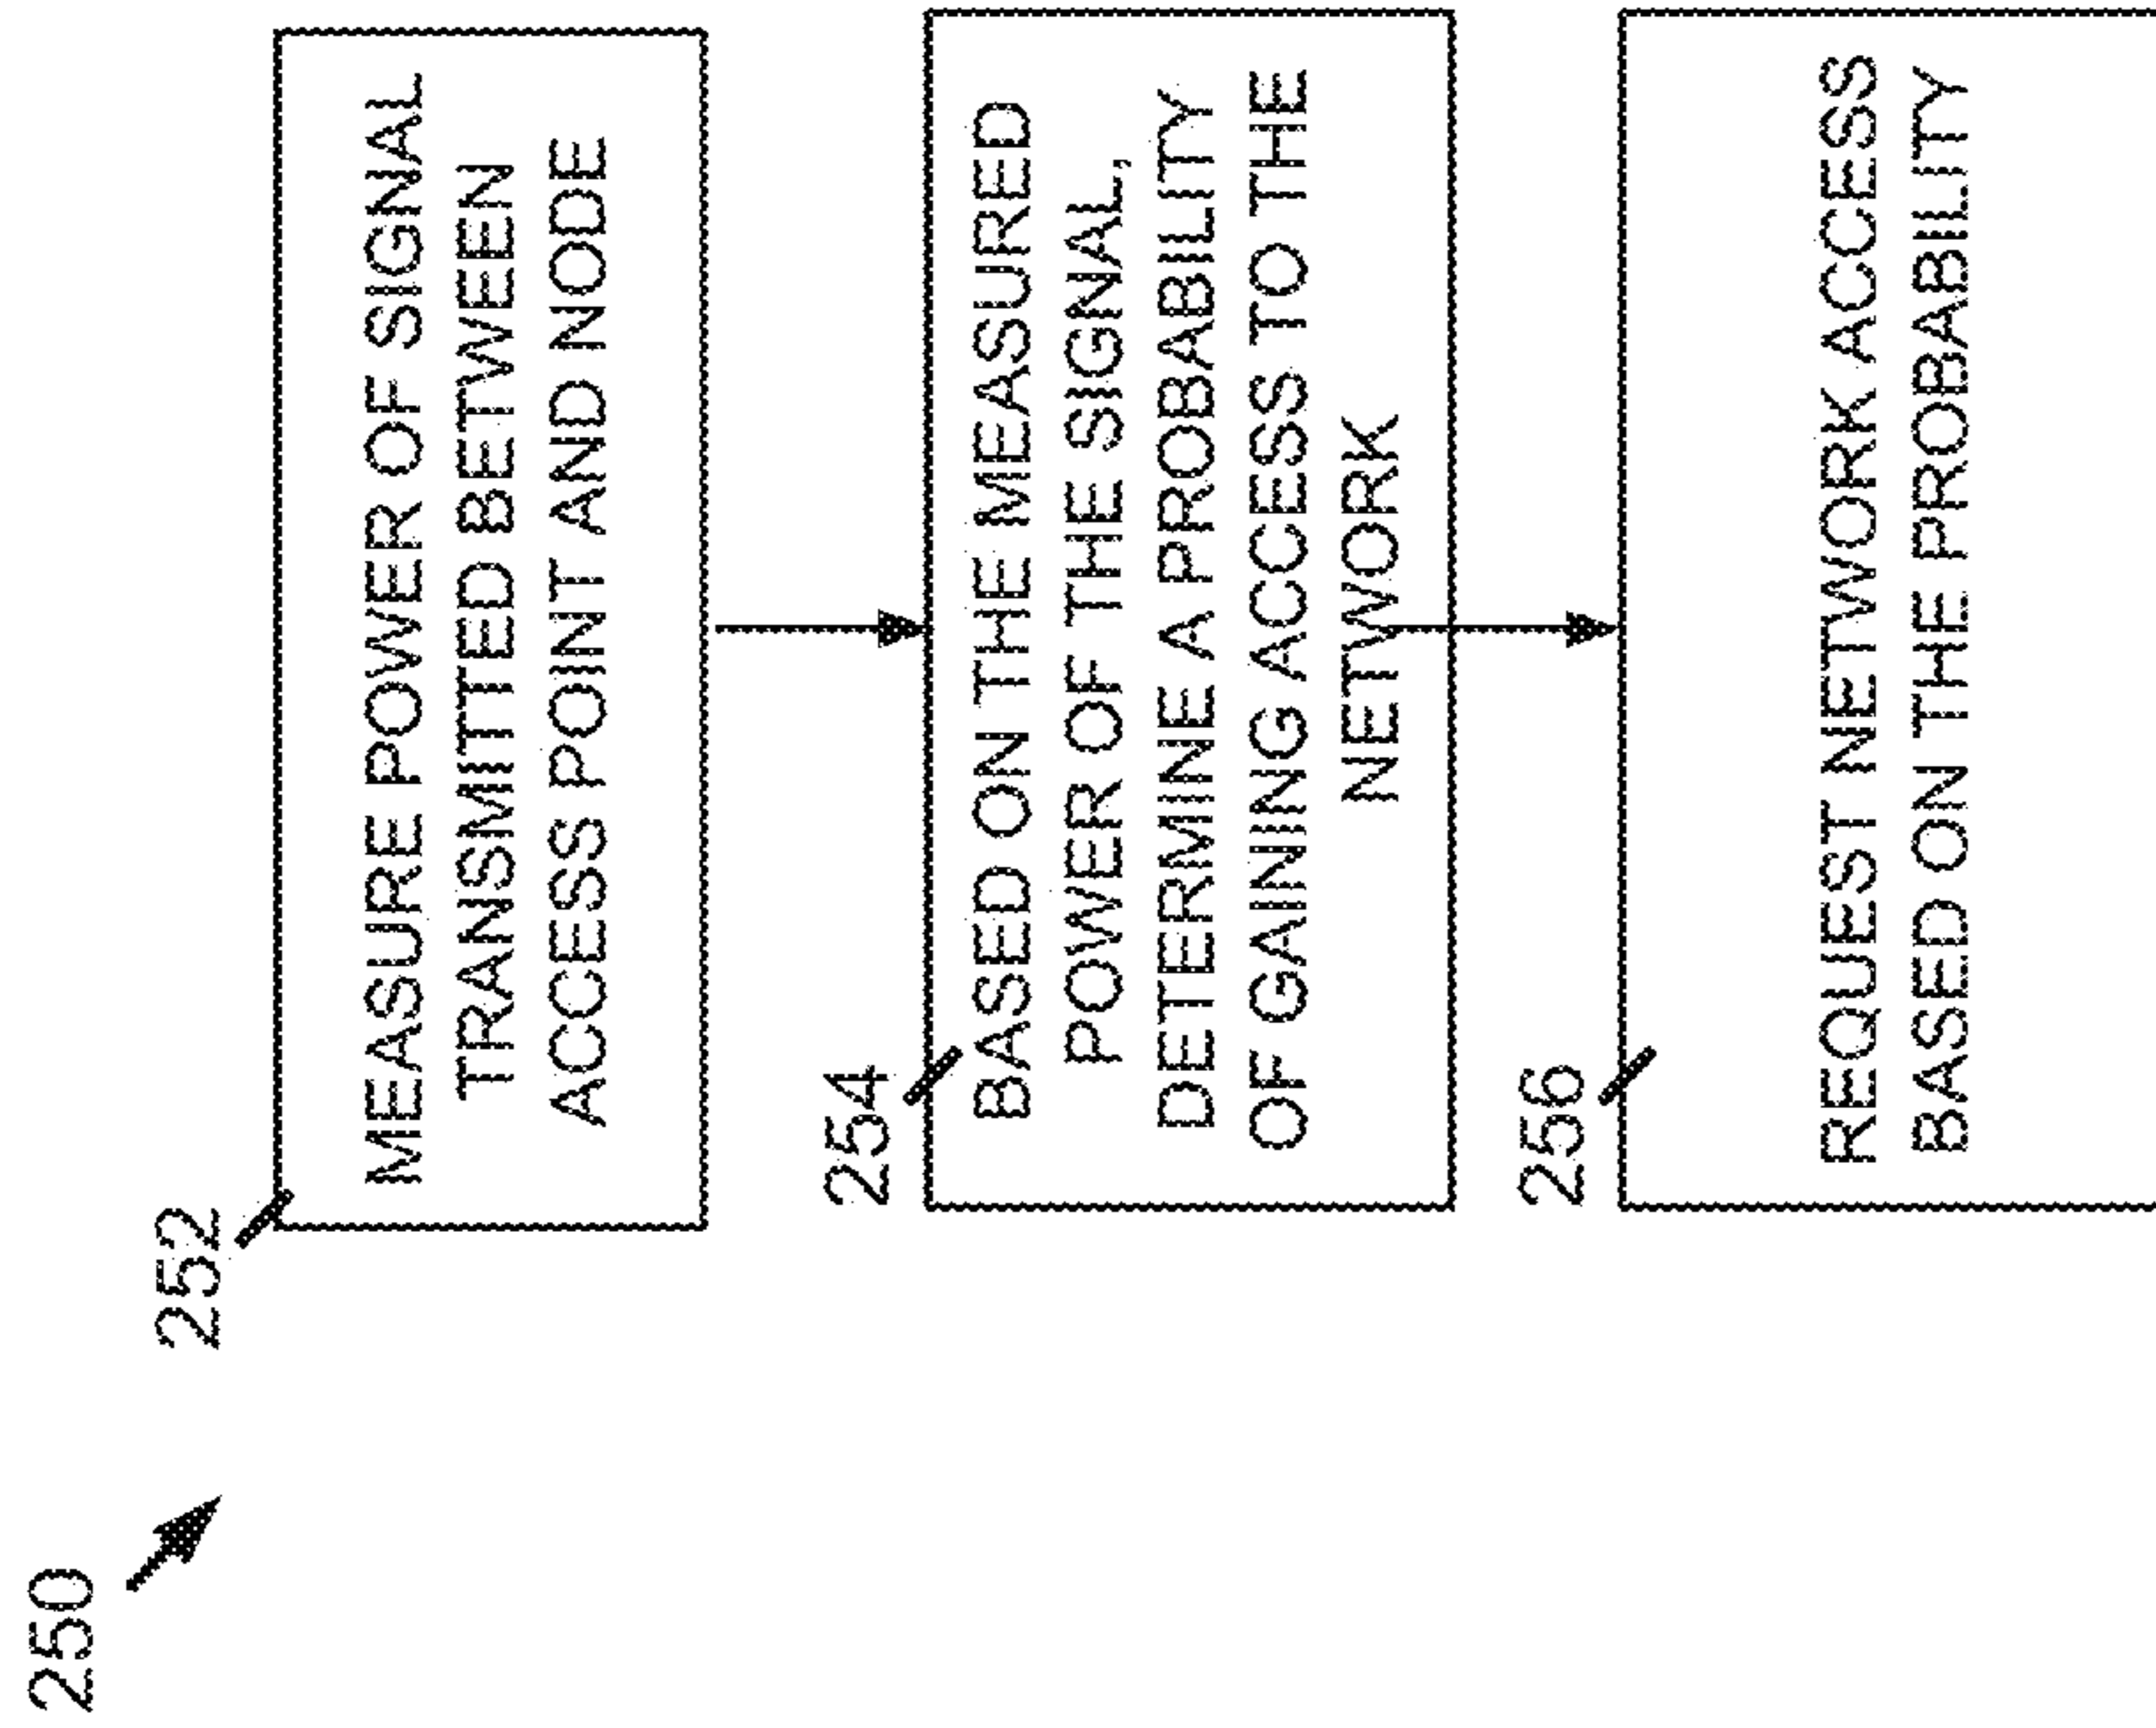 250
252
MEASURE POWER OF SIGNAL
TRANSMITTED BETWEEN
ACCESS POINT AND NODE
254
BASED ON THE MEASURED
POWER OF THE SIGNAL,
DETERMINE A PROBABILITY
OF GAINING ACCESS TO THE
NETWORK
256
REQUEST NETWORK ACCESS
BASED ON THE PROBABILITY